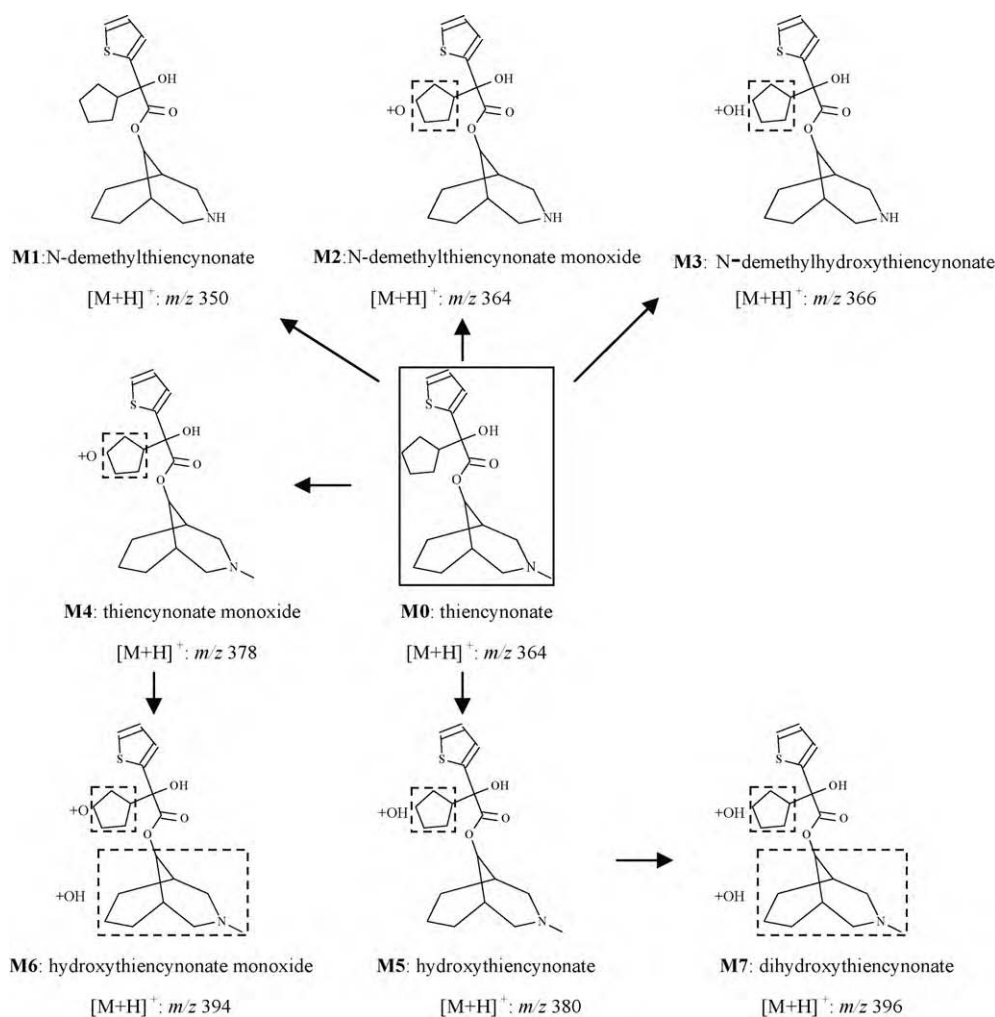 S
OH
O
O
NH
M1:N-demethylthiencynonate
[M+H]+: m/z 350
S
OH
+O
O
O
NH
M2:N-demethylthiencynonate monoxide
[M+H]+: m/z 364
S
OH
+OH
O
O
NH
M3: N-demethylhydroxythiencynonate
[M+H]+: m/z 366
S
OH
+O
O
O
N
M4: thiencynonate monoxide
[M+H]+: m/z 378
S
OH
O
O
N
M0: thiencynonate
[M+H]+: m/z 364
S
OH
+O
O
O
+OH
N
M6: hydroxythiencynonate monoxide
[M+H]+: m/z 394
S
OH
+OH
O
O
N
M5: hydroxythiencynonate
[M+H]+: m/z 380
S
OH
+OH
O
O
+OH
N
M7: dihydroxythiencynonate
[M+H]+: m/z 396